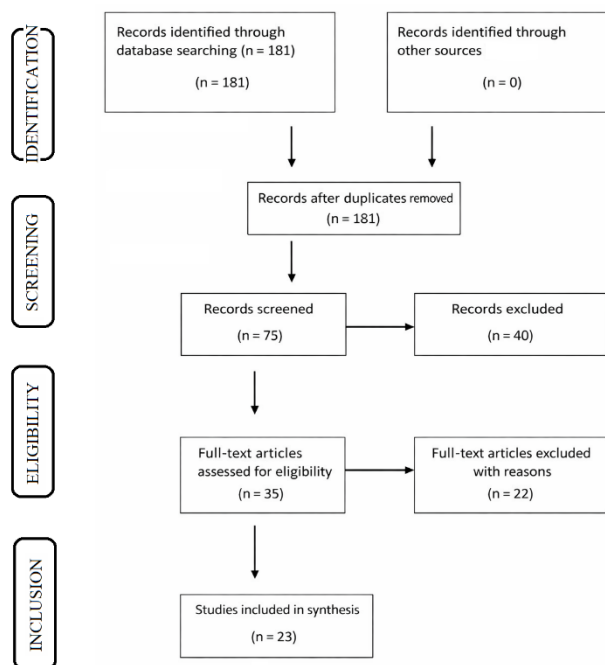 IDENTIFICATION
Records identified through
database searching (n = 181)
(n = 181)
Records identified through
other sources
(n = 0)
SCREENING
Records after duplicates removed
(n = 181)
Records screened
(n = 75)
Records excluded
(n = 40)
ELIGIBILITY
Full-text articles
assessed for eligibility
(n = 35)
Full-text articles excluded
with reasons
(n = 22)
INCLUSION
Studies included in synthesis
(n = 23)